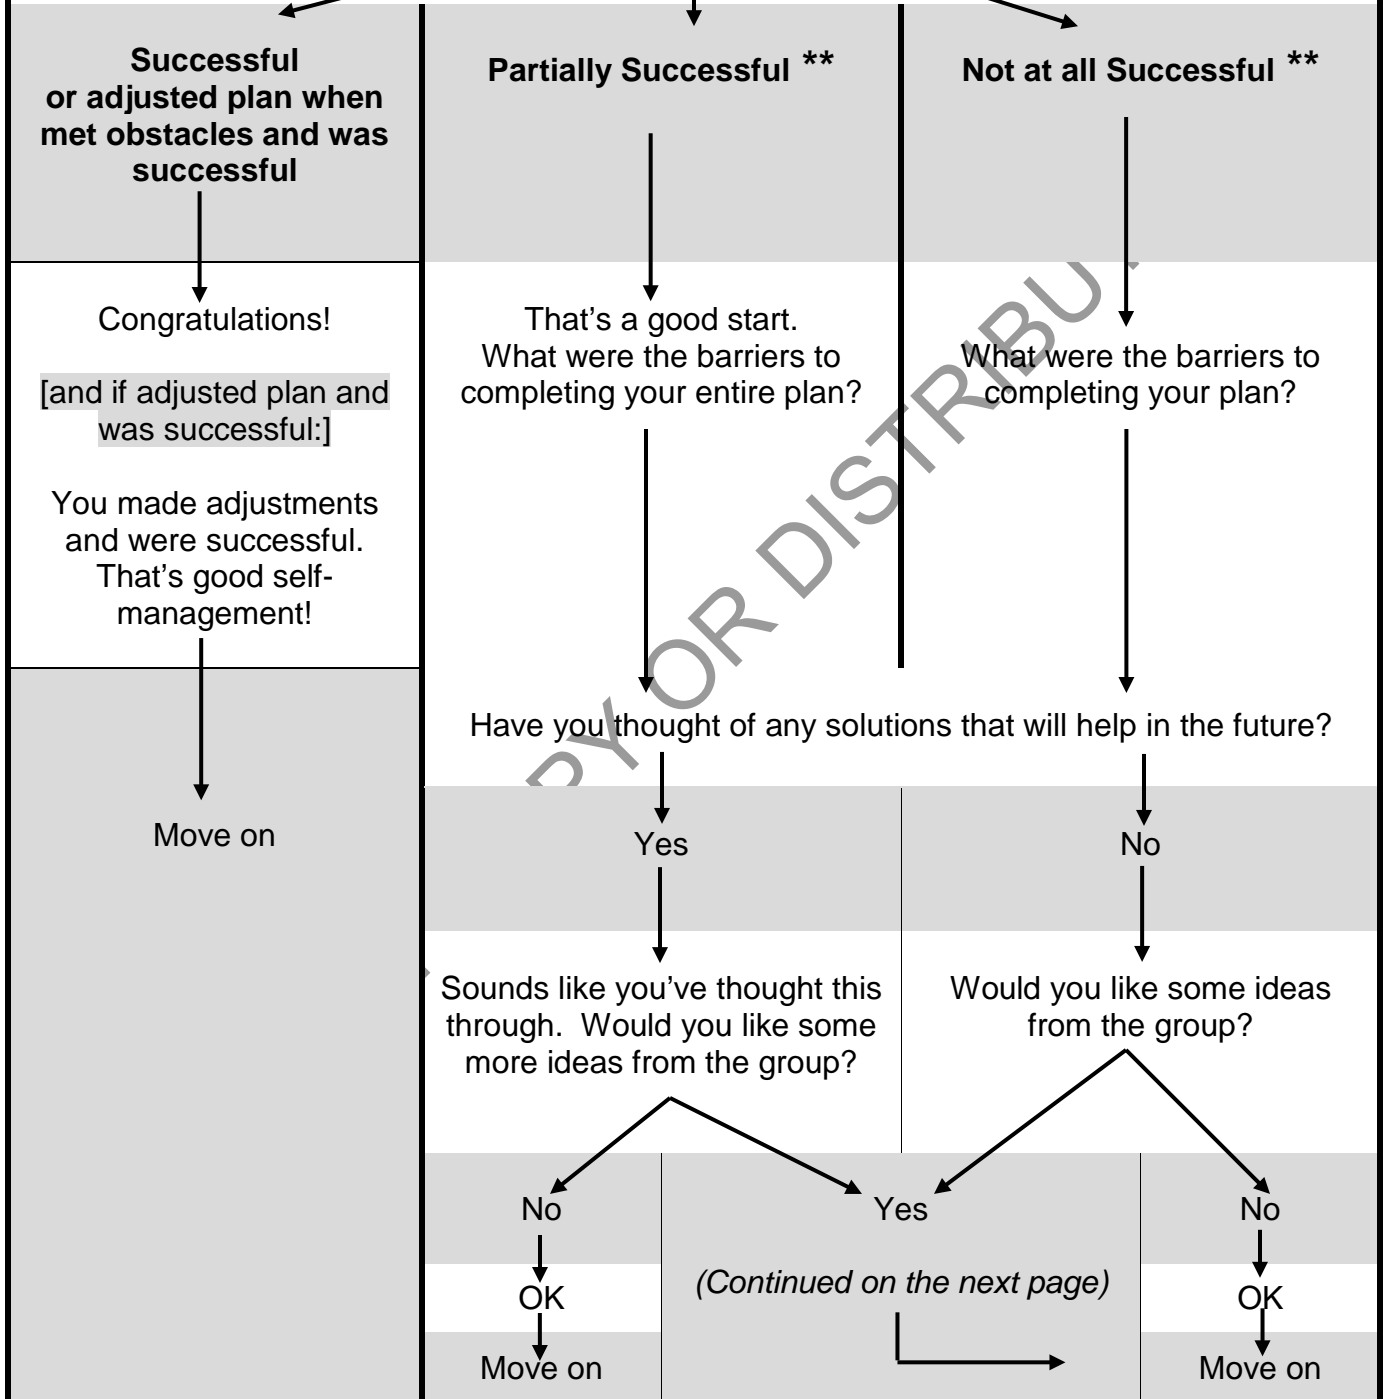 Successful
or adjusted plan when
met obstacles and was
successful
Partially Successful **
Not at all Successful **
Congratulations!
[and if adjusted plan and
was successful:]
You made adjustments
and were successful.
That's good self-
management!
That's a good start.
What were the barriers to
completing your entire plan?
What were the barriers to
completing your plan?
Have you thought of any solutions that will help in the future?
Move on
Yes
No
Sounds like you've thought this
through.  Would you like some
more ideas from the group?
Would you like some ideas
from the group?
No
Yes
No
(Continued on the next page)
OK
OK
Move on
Move on
PY OR DISTRIBU